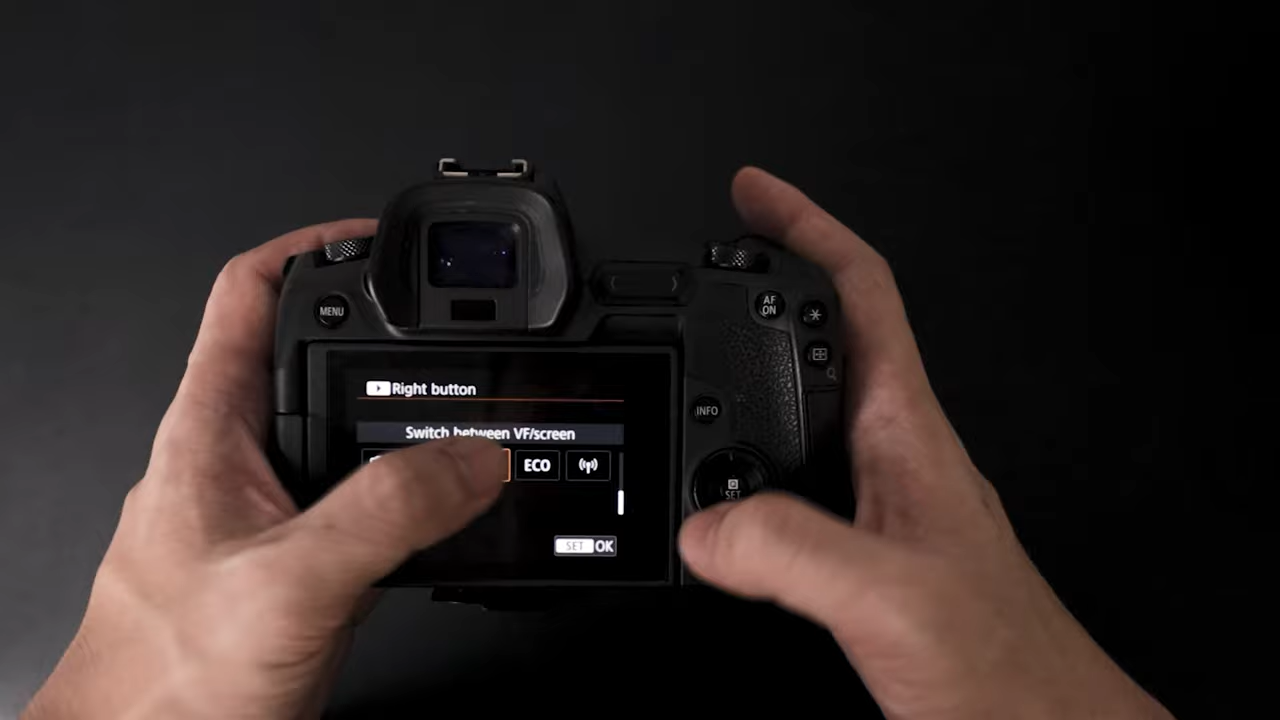 MENU
AF
ON
INFO
SET
Right button
Switch between VF/screen
ECO
SET OK